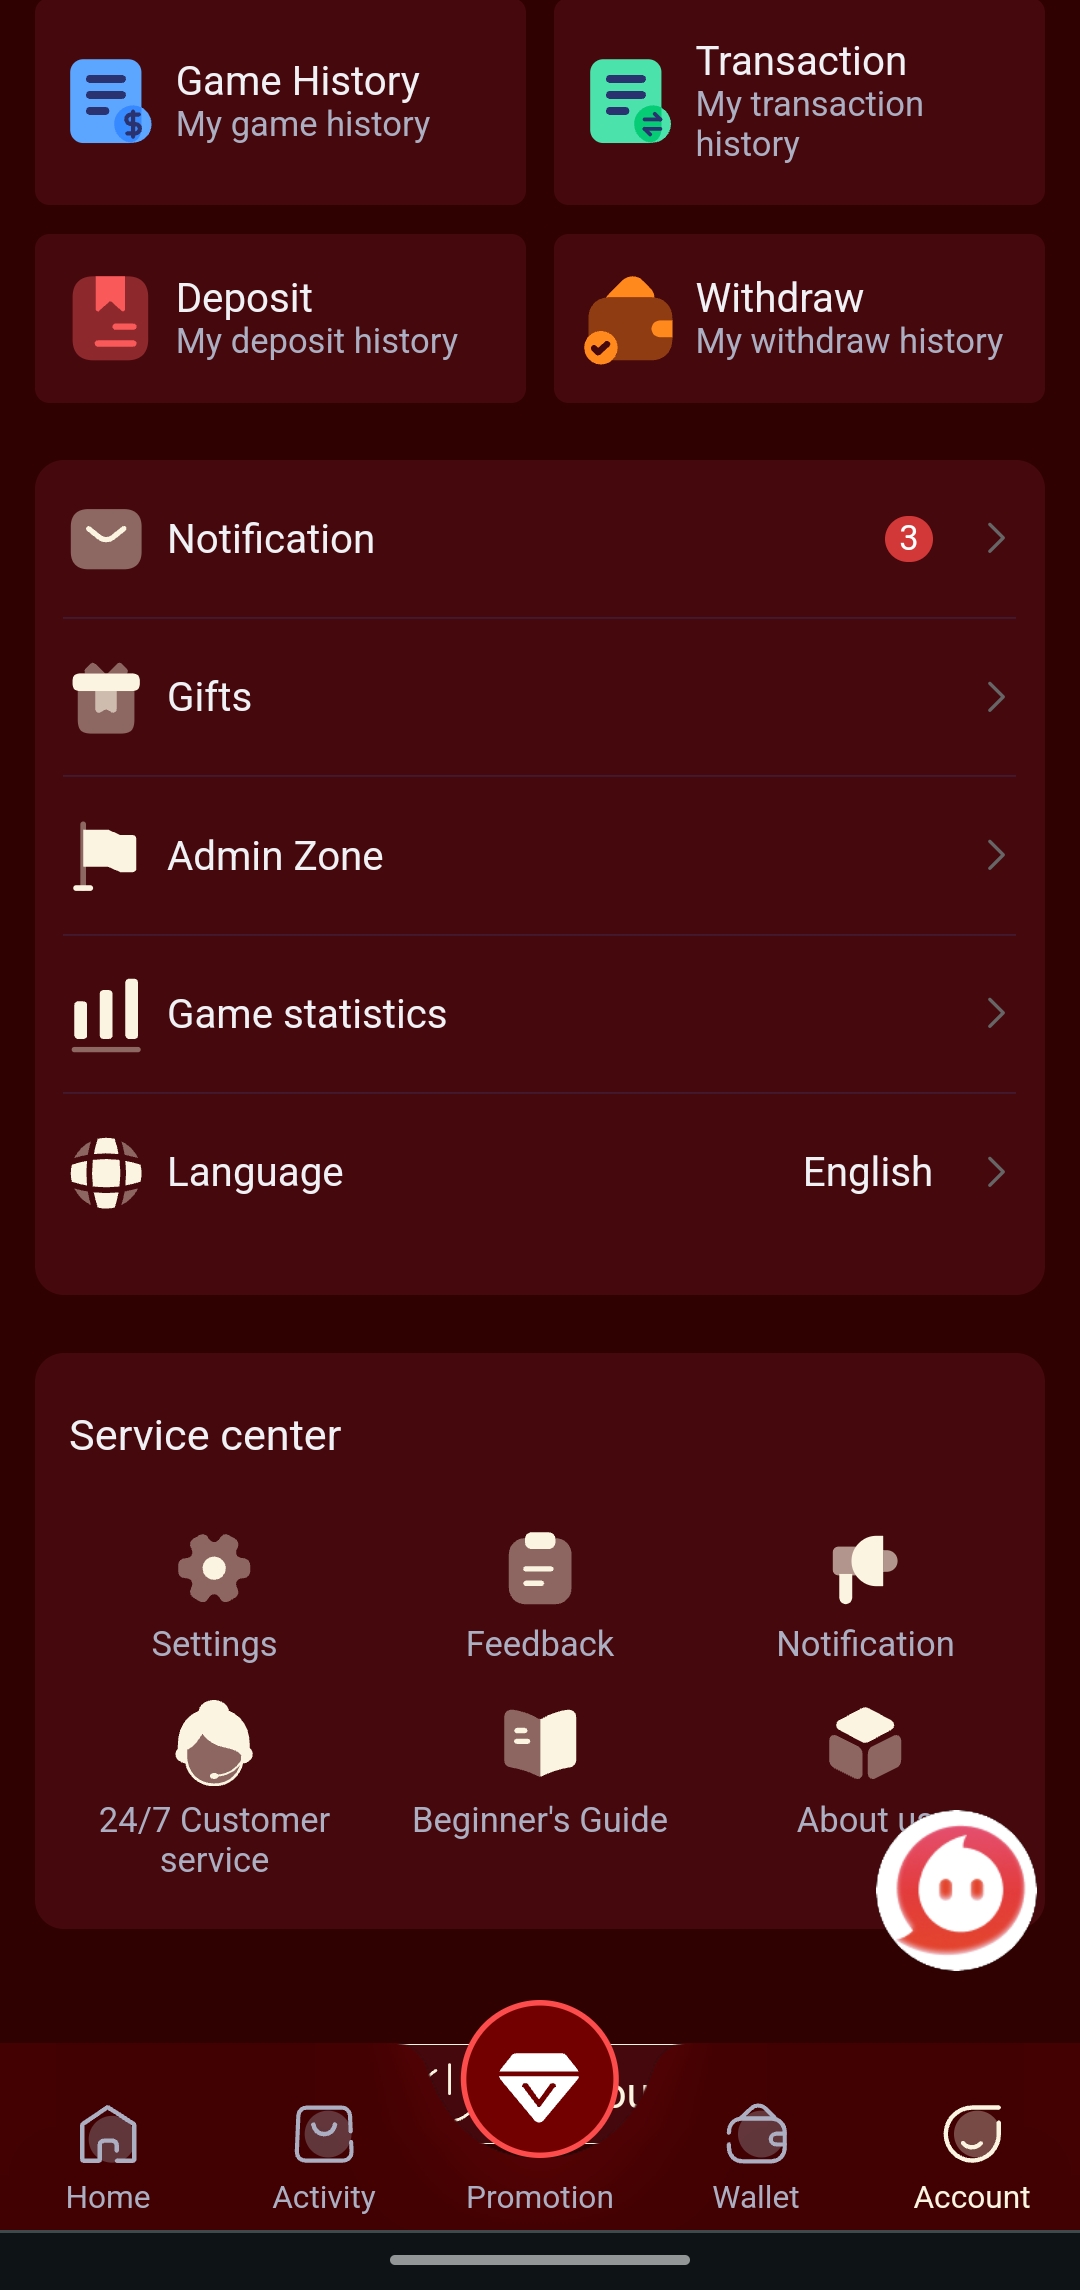 Game History
My game history
Transaction
My transaction
history
Deposit
My deposit history
Withdraw
My withdraw history
Notification
3
Gifts
Admin Zone
Game statistics
Language
English
Service center
Settings
Feedback
Notification
24/7 Customer
service
Beginner's Guide
About us
Home
Activity
Promotion
Wallet
Account